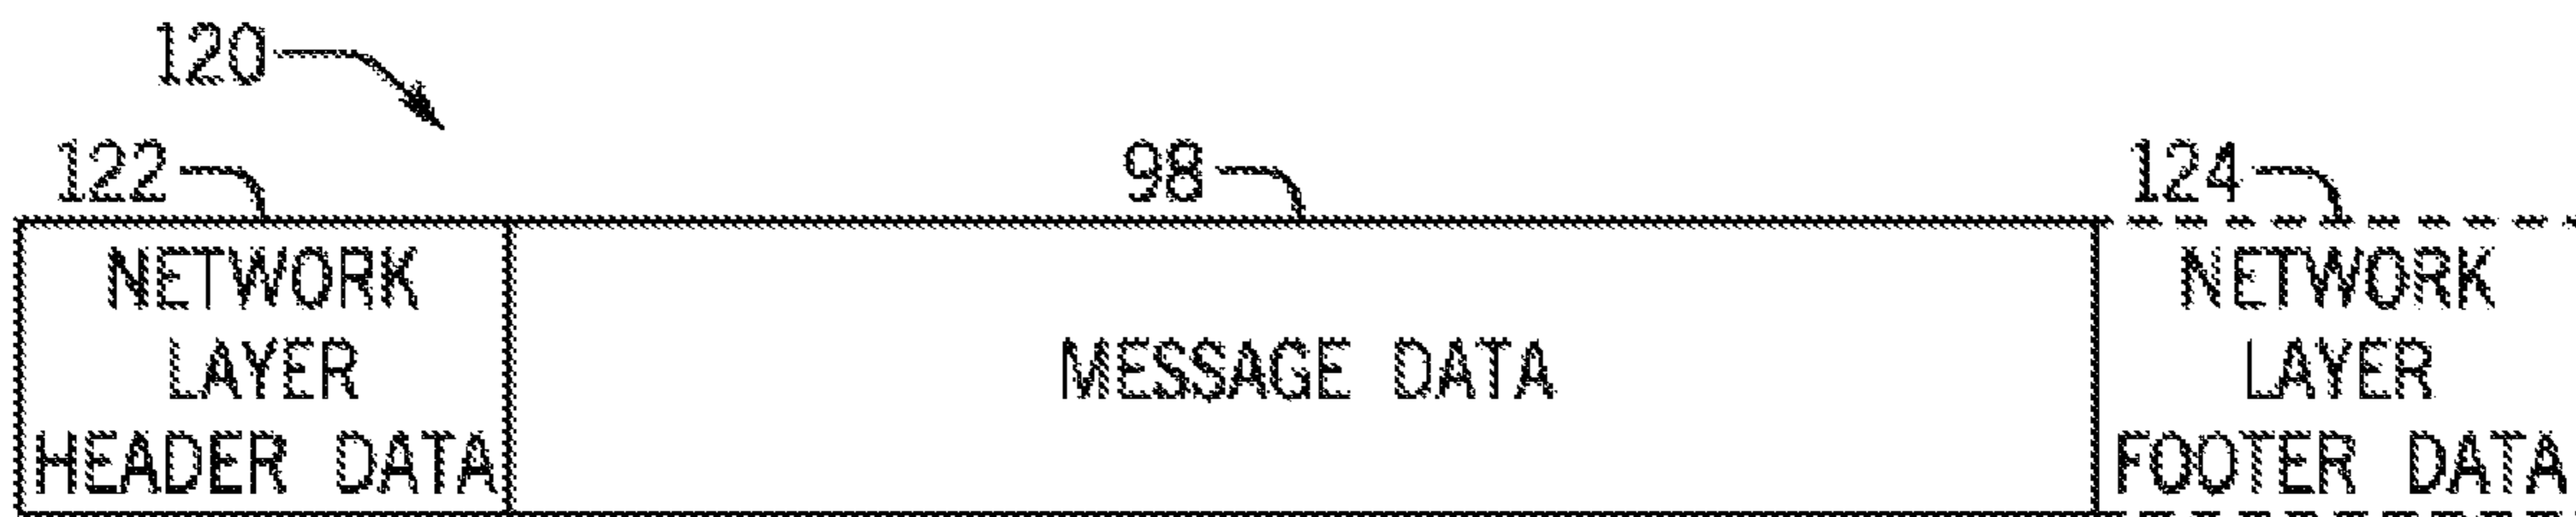 120
122
98
124
NETWORK
LAYER
HEADER DATA
MESSAGE DATA
NETWORK
LAYER
FOOTER DATA